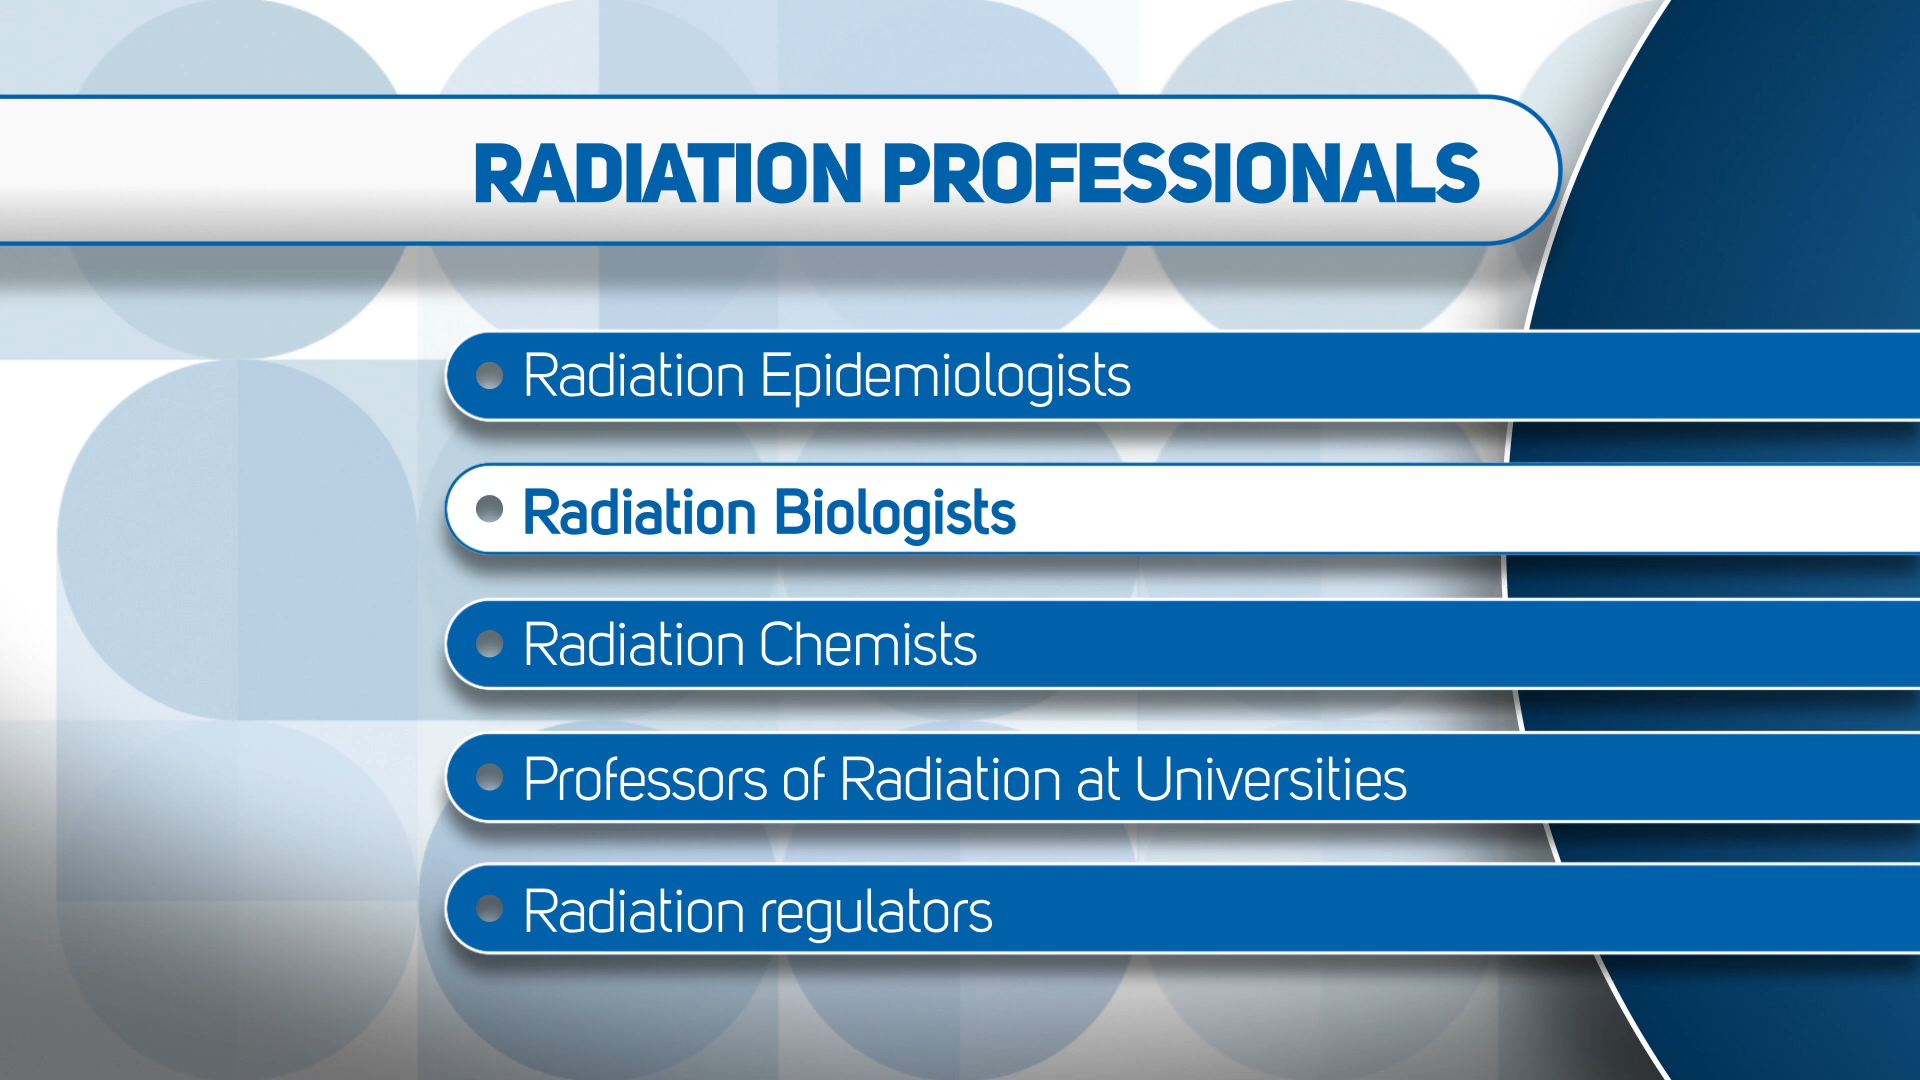 RADIATION PROFESSIONALS
Radiation Epidemiologists
Radiation Biologists
Radiation Chemists
Professors of Radiation at Universities
Radiation regulators